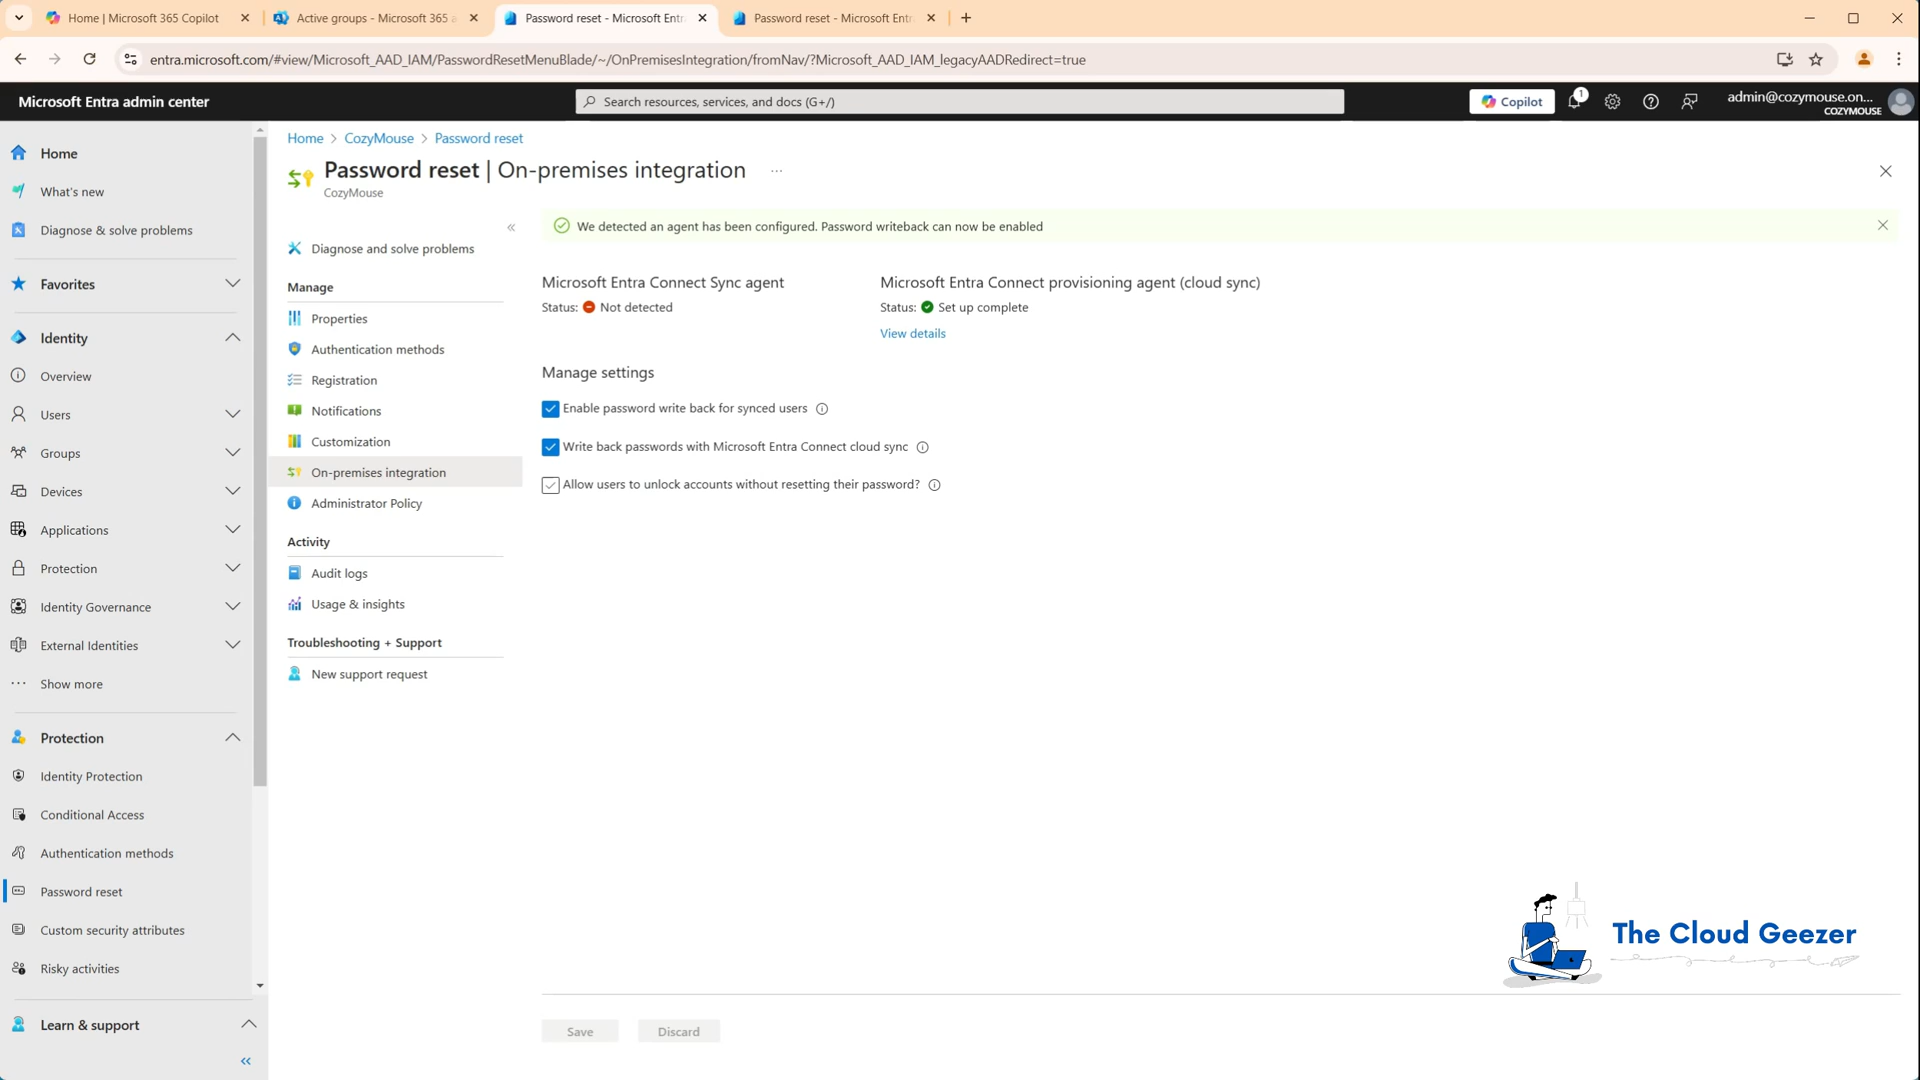 Home | Microsoft 365 Copilot
Active groups - Microsoft 365 a
Password reset - Microsoft Entr
Password reset - Microsoft Entr
entra.microsoft.com/#view/Microsoft_AAD_IAM/PasswordResetMenuBlade/~/OnPremisesIntegration/fromNav/?Microsoft_AAD_IAM_legacyAADRedirect=true
Microsoft Entra admin center
Search resources, services, and docs (G+/)
Copilot
1
admin@cozymouse.on...
COZYMOUSE
Home
What's new
Diagnose & solve problems
Favorites
Identity
Overview
Users
Groups
Devices
Applications
Protection
Identity Governance
External Identities
Show more
Protection
Identity Protection
Conditional Access
Authentication methods
Password reset
Custom security attributes
Risky activities
Learn & support
Home > CozyMouse > Password reset
Password reset | On-premises integration
CozyMouse
Diagnose and solve problems
Manage
Properties
Authentication methods
Registration
Notifications
Customization
On-premises integration
Administrator Policy
Activity
Audit logs
Usage & insights
Troubleshooting + Support
New support request
We detected an agent has been configured. Password writeback can now be enabled
Microsoft Entra Connect Sync agent
Status: Not detected
Microsoft Entra Connect provisioning agent (cloud sync)
Status: Set up complete
View details
Manage settings
Enable password write back for synced users
Write back passwords with Microsoft Entra Connect cloud sync
Allow users to unlock accounts without resetting their password?
The Cloud Geezer
Save
Discard